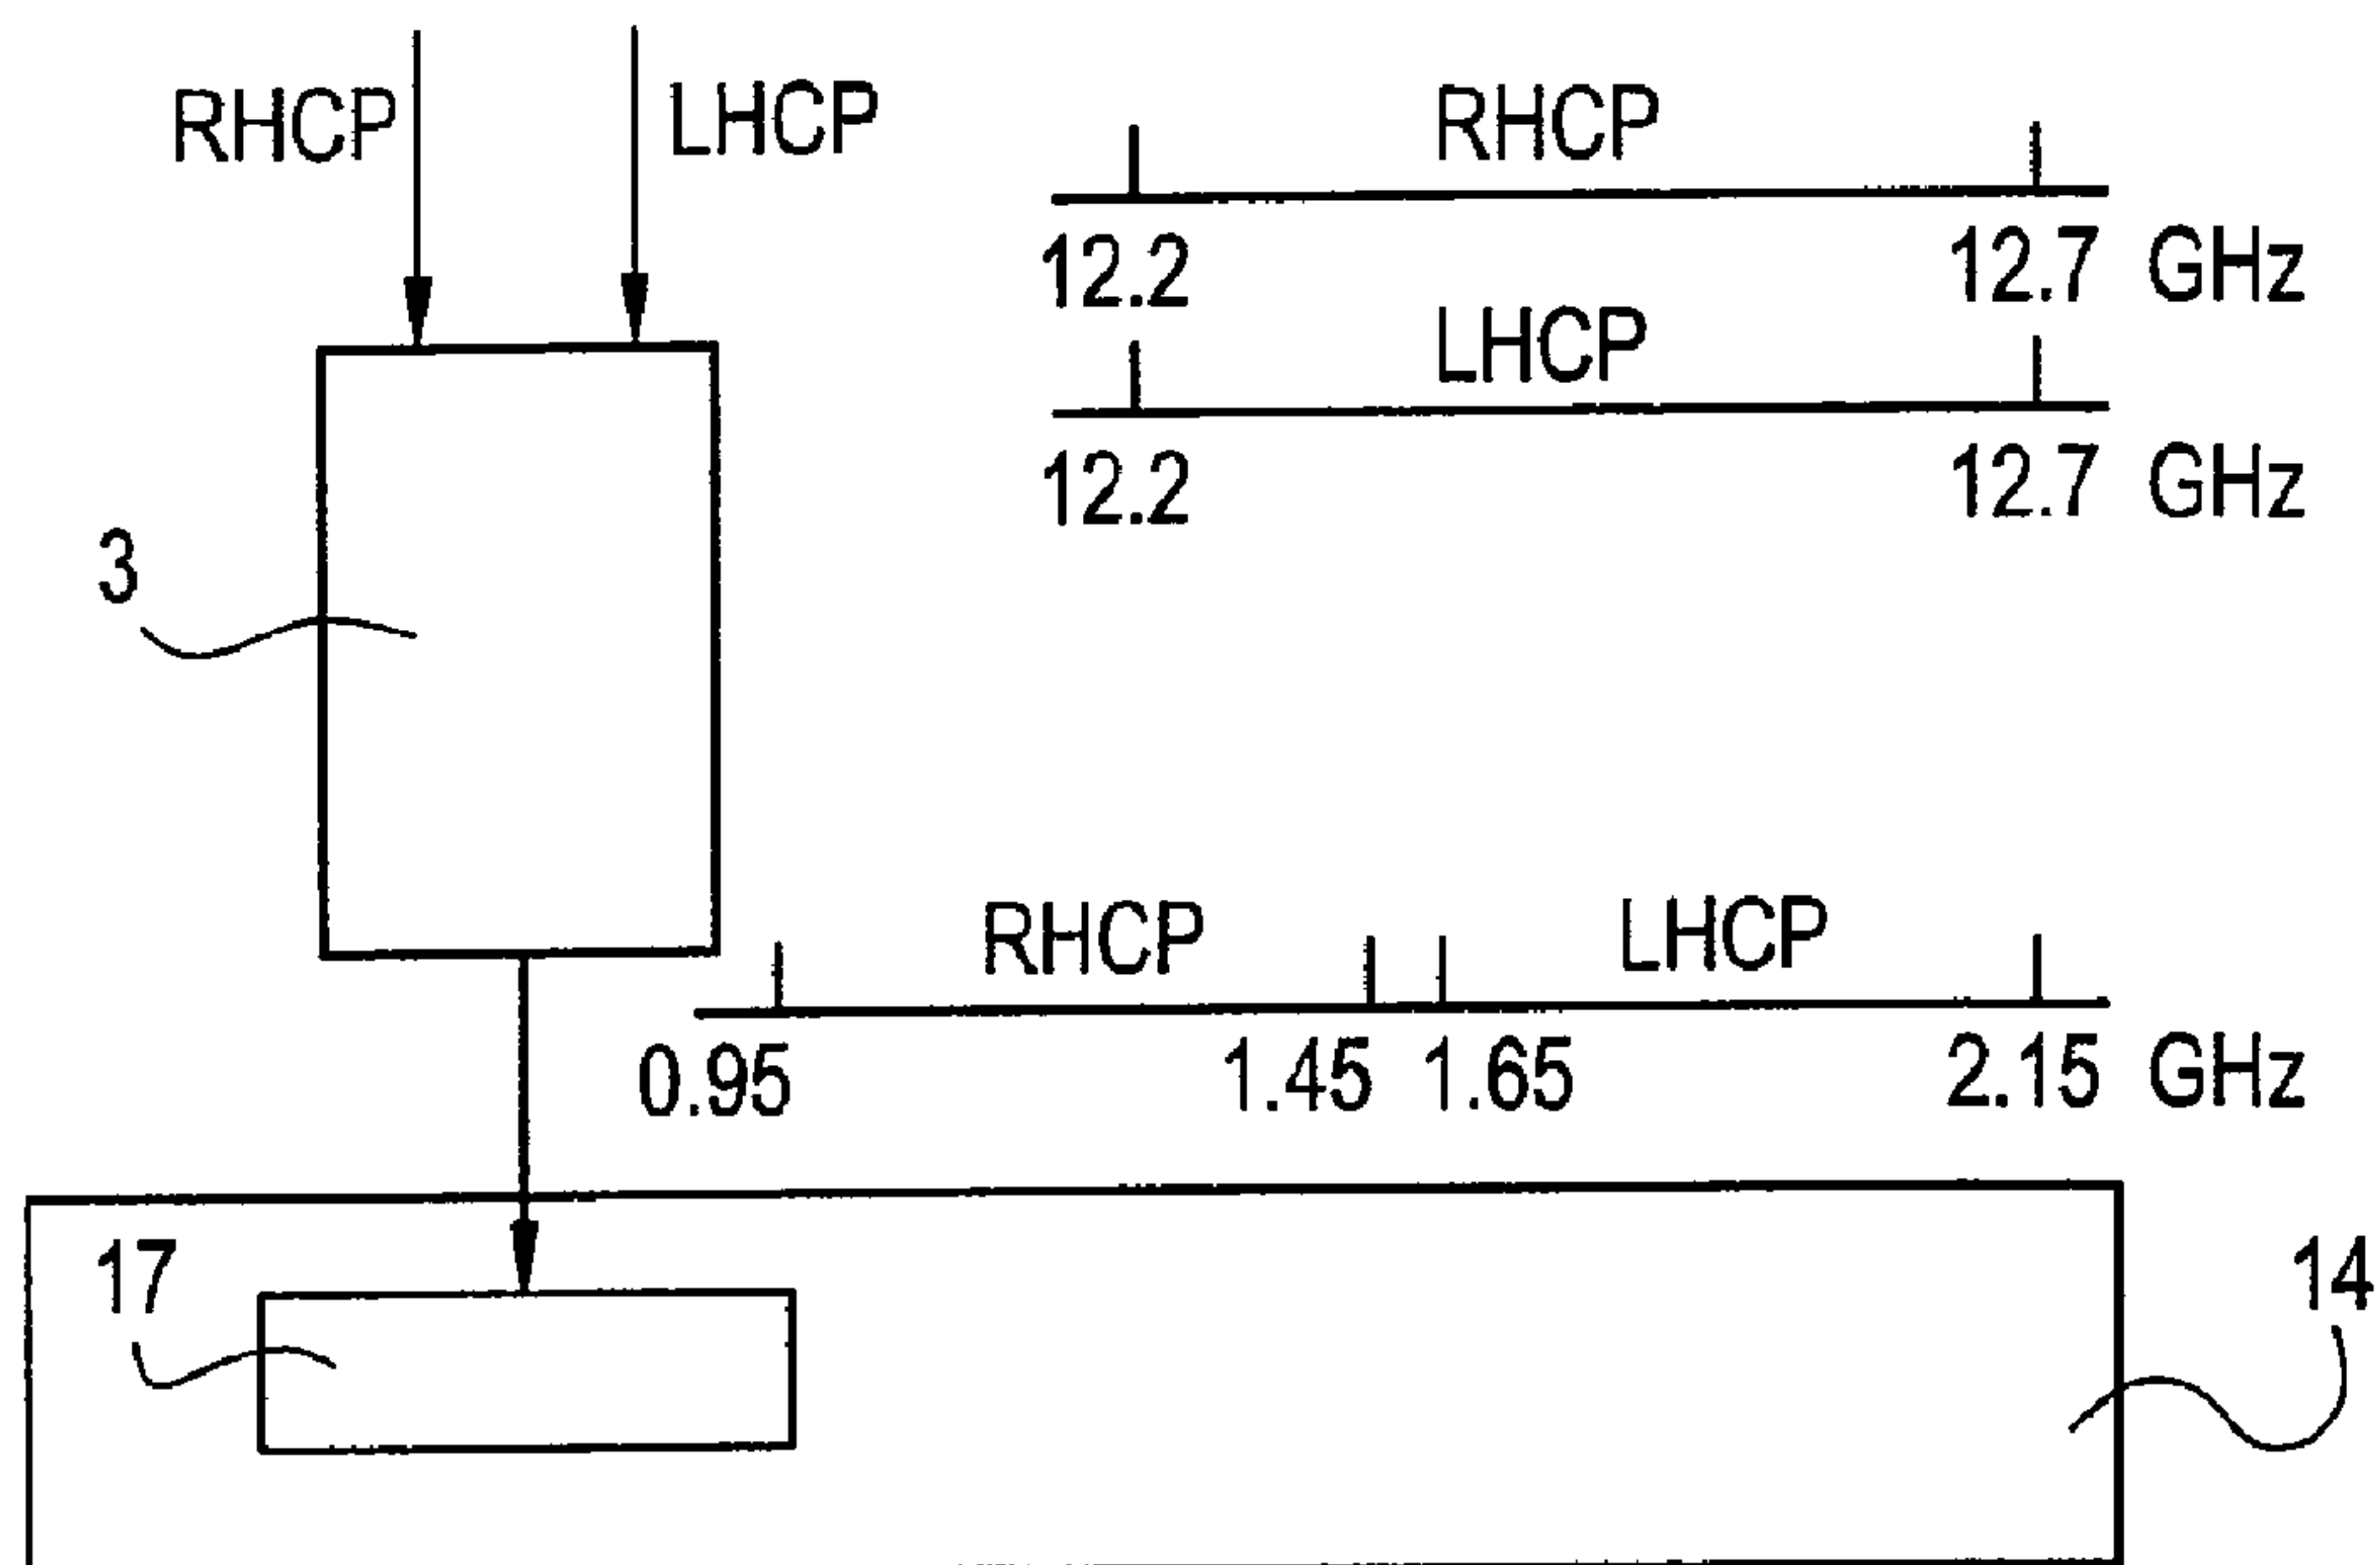 RHCP LHCP
RHCP
12.2 12.7 GHz
LHCP
12.2 12.7 GHz
3
RHCP LHCP
0.95 1.45 1.65 2.15 GHz
17 14